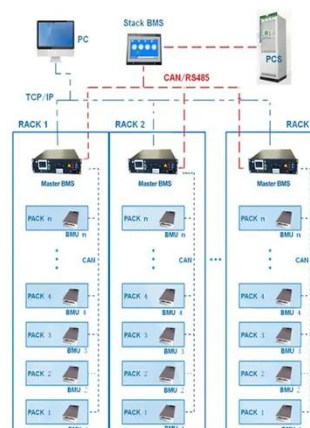 Stack BMS
PC
PCS
CAN/RS485
TCP/IP
RACK 1
RACK 2
RACK
Master BMS
Master BMS
Master BMS
PACK n
BMU n
PACK n
BMU n
PACK n
BMU n
CAN
CAN
CAN
PACK 4
BMU 4
PACK 4
BMU 4
PACK 4
BMU 4
PACK 3
BMU 3
PACK 3
BMU 3
PACK 3
BMU 3
PACK 2
BMU 2
PACK 2
BMU 2
PACK 2
BMU 2
PACK 1
PACK 1
PACK 1